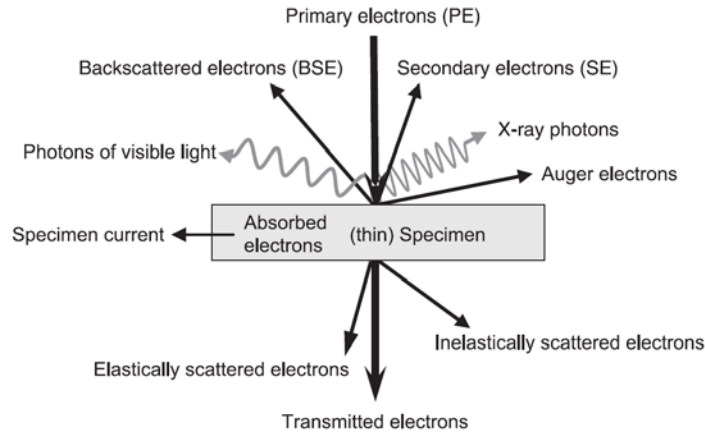 Primary electrons (PE)
Backscattered electrons (BSE)
Secondary electrons (SE)
X-ray photons
Photons of visible light
Auger electrons
Specimen current
Absorbed
electrons
(thin) Specimen
Inelastically scattered electrons
Elastically scattered electrons
Transmitted electrons